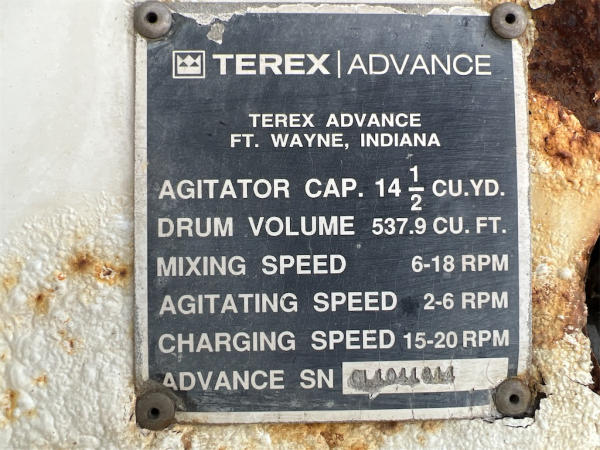 TEREX | ADVANCE
TEREX ADVANCE
FT. WAYNE, INDIANA
AGITATOR CAP. 14 1/2 CU.YD.
DRUM VOLUME 537.9 CU. FT.
MIXING SPEED 6-18 RPM
AGITATING SPEED 2-6 RPM
CHARGING SPEED 15-20 RPM
ADVANCE SN